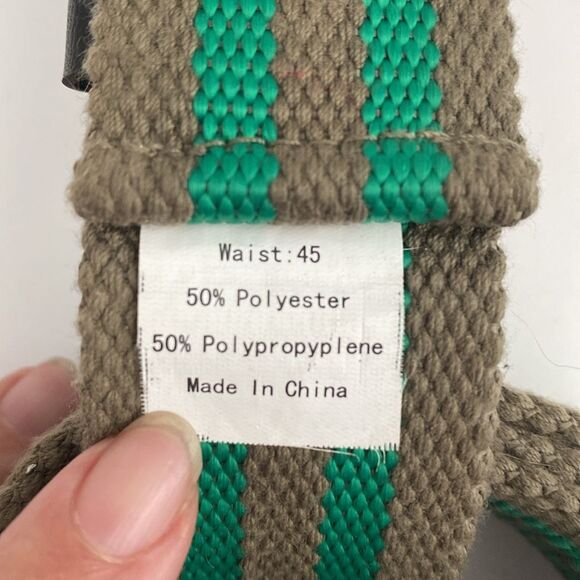 Waist:45
50% Polyester
50% Polypropyplene
Made In China